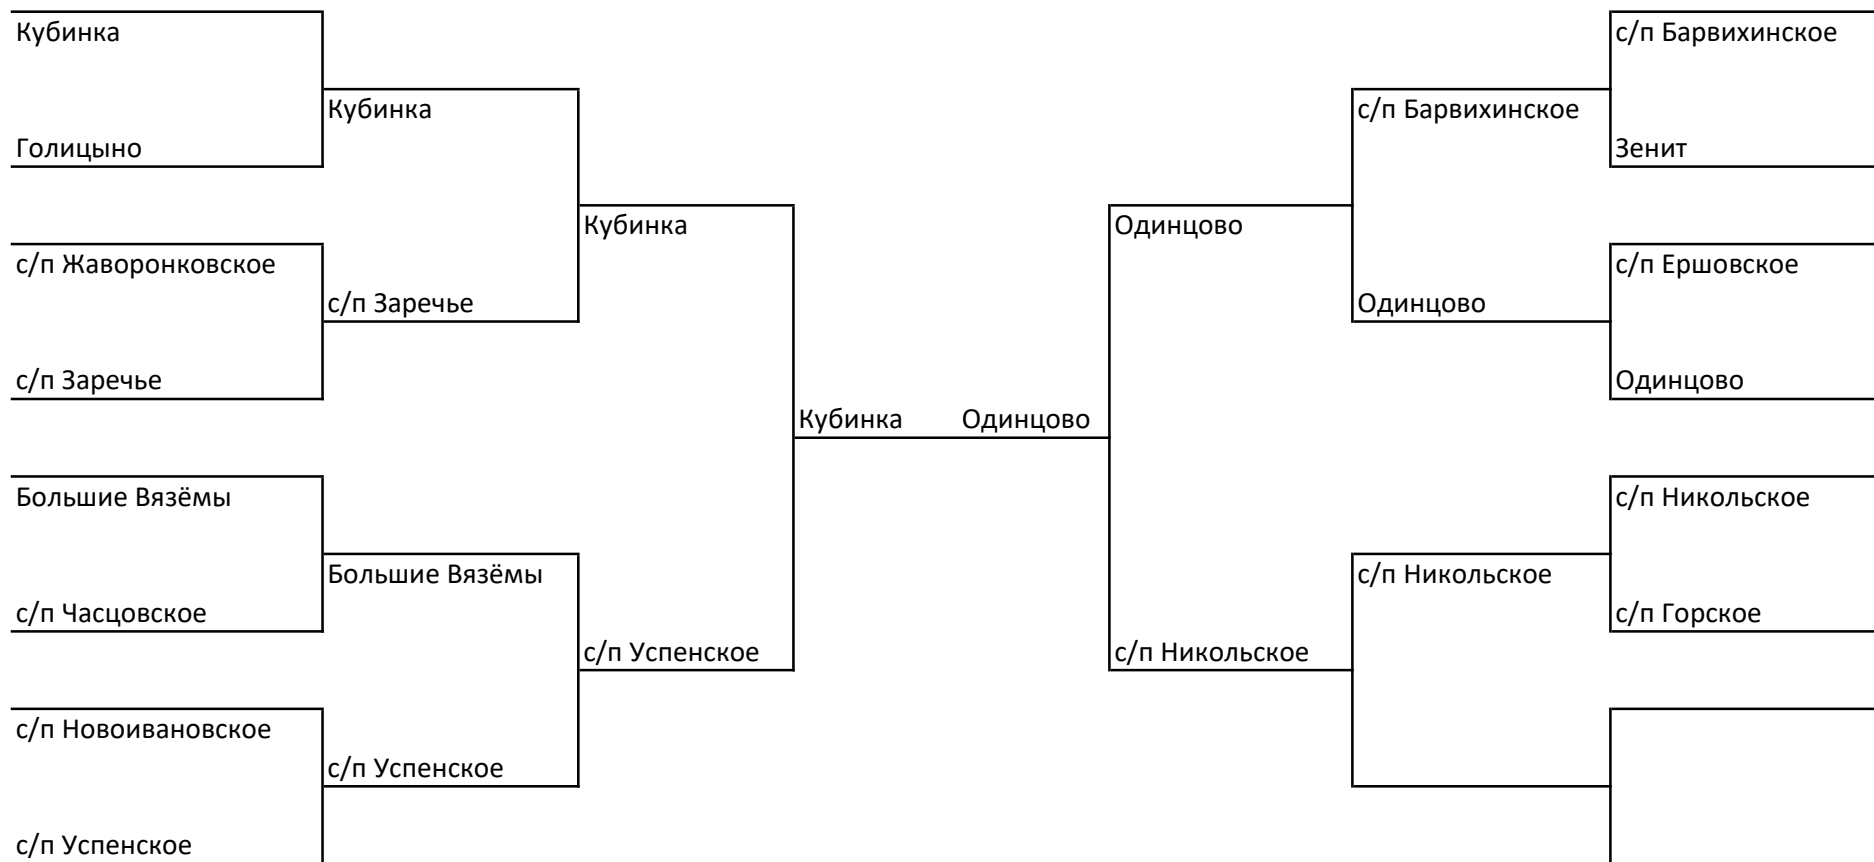 Кубинка
с/п Барвихинское
Кубинка
с/п Барвихинское
Голицыно
Зенит
Кубинка
Одинцово
с/п Жаворонковское
с/п Ершовское
с/п Заречье
Одинцово
с/п Заречье
Одинцово
Кубинка
Одинцово
Большие Вязёмы
с/п Никольское
Большие Вязёмы
с/п Никольское
с/п Часцовское
с/п Горское
с/п Успенское
с/п Никольское
с/п Новоивановское
с/п Успенское
с/п Успенское